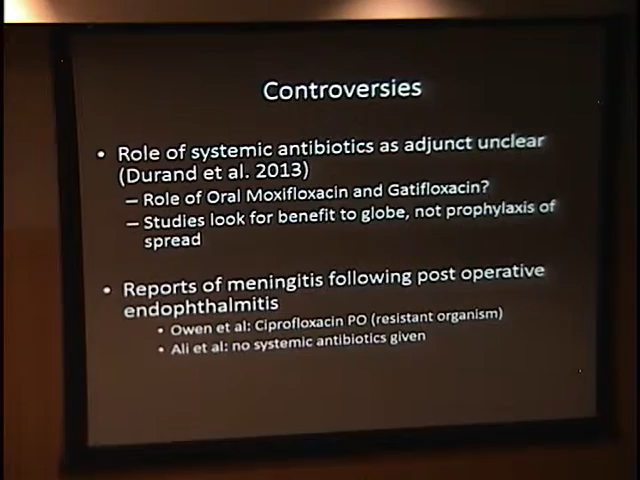 Controversies
• Role of systemic antibiotics as adjunct unclear
(Durand et al. 2013)
– Role of Oral Moxifloxacin and Gatifloxacin?
– Studies look for benefit to globe, not prophylaxis of
spread
• Reports of meningitis following post operative
endophthalmitis
• Owen et al: Ciprofloxacin PO (resistant organism)
• Ali et al: no systemic antibiotics given